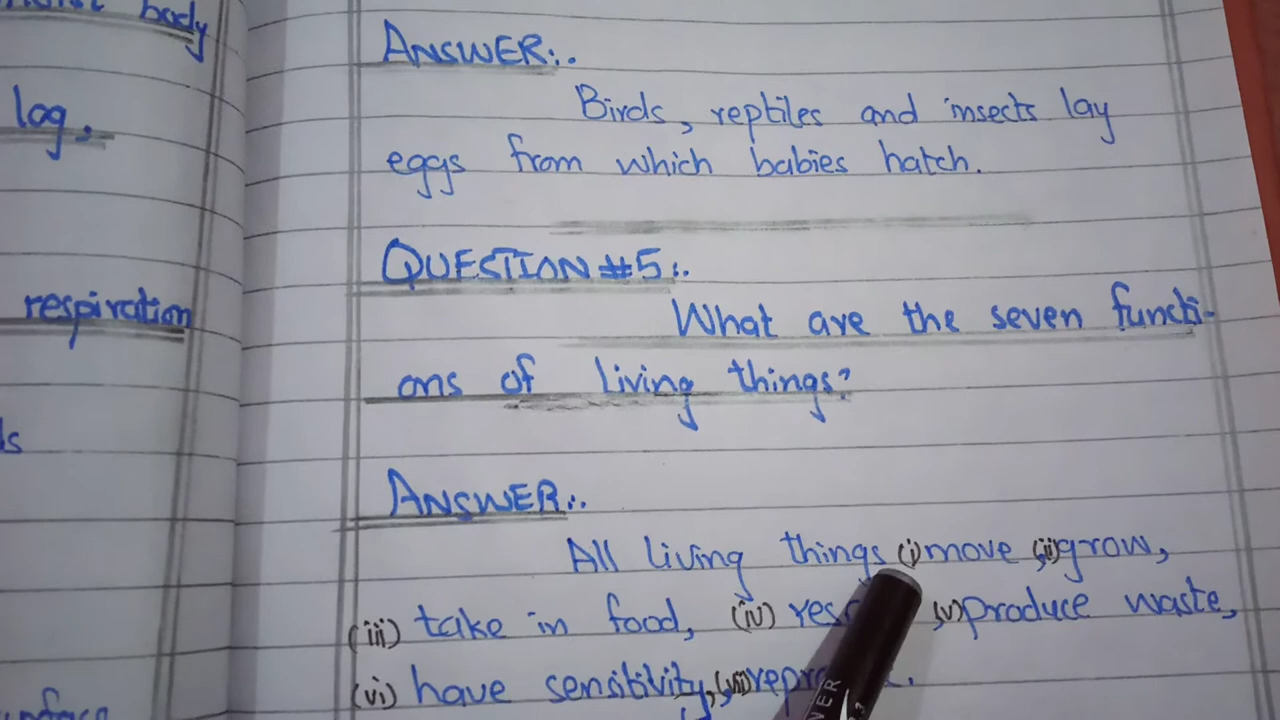 body
log.
respiration
ANSWER:.
Birds, reptiles and insects lay
eggs from which babies hatch.
QUESTION #5:.
What are the seven functi-
ons of living things?
ANSWER:.
All living things (i) move (ii) grow,
(iii) take in food, (iv) (v) produce waste,
(vi) have sensitivity, (vii)